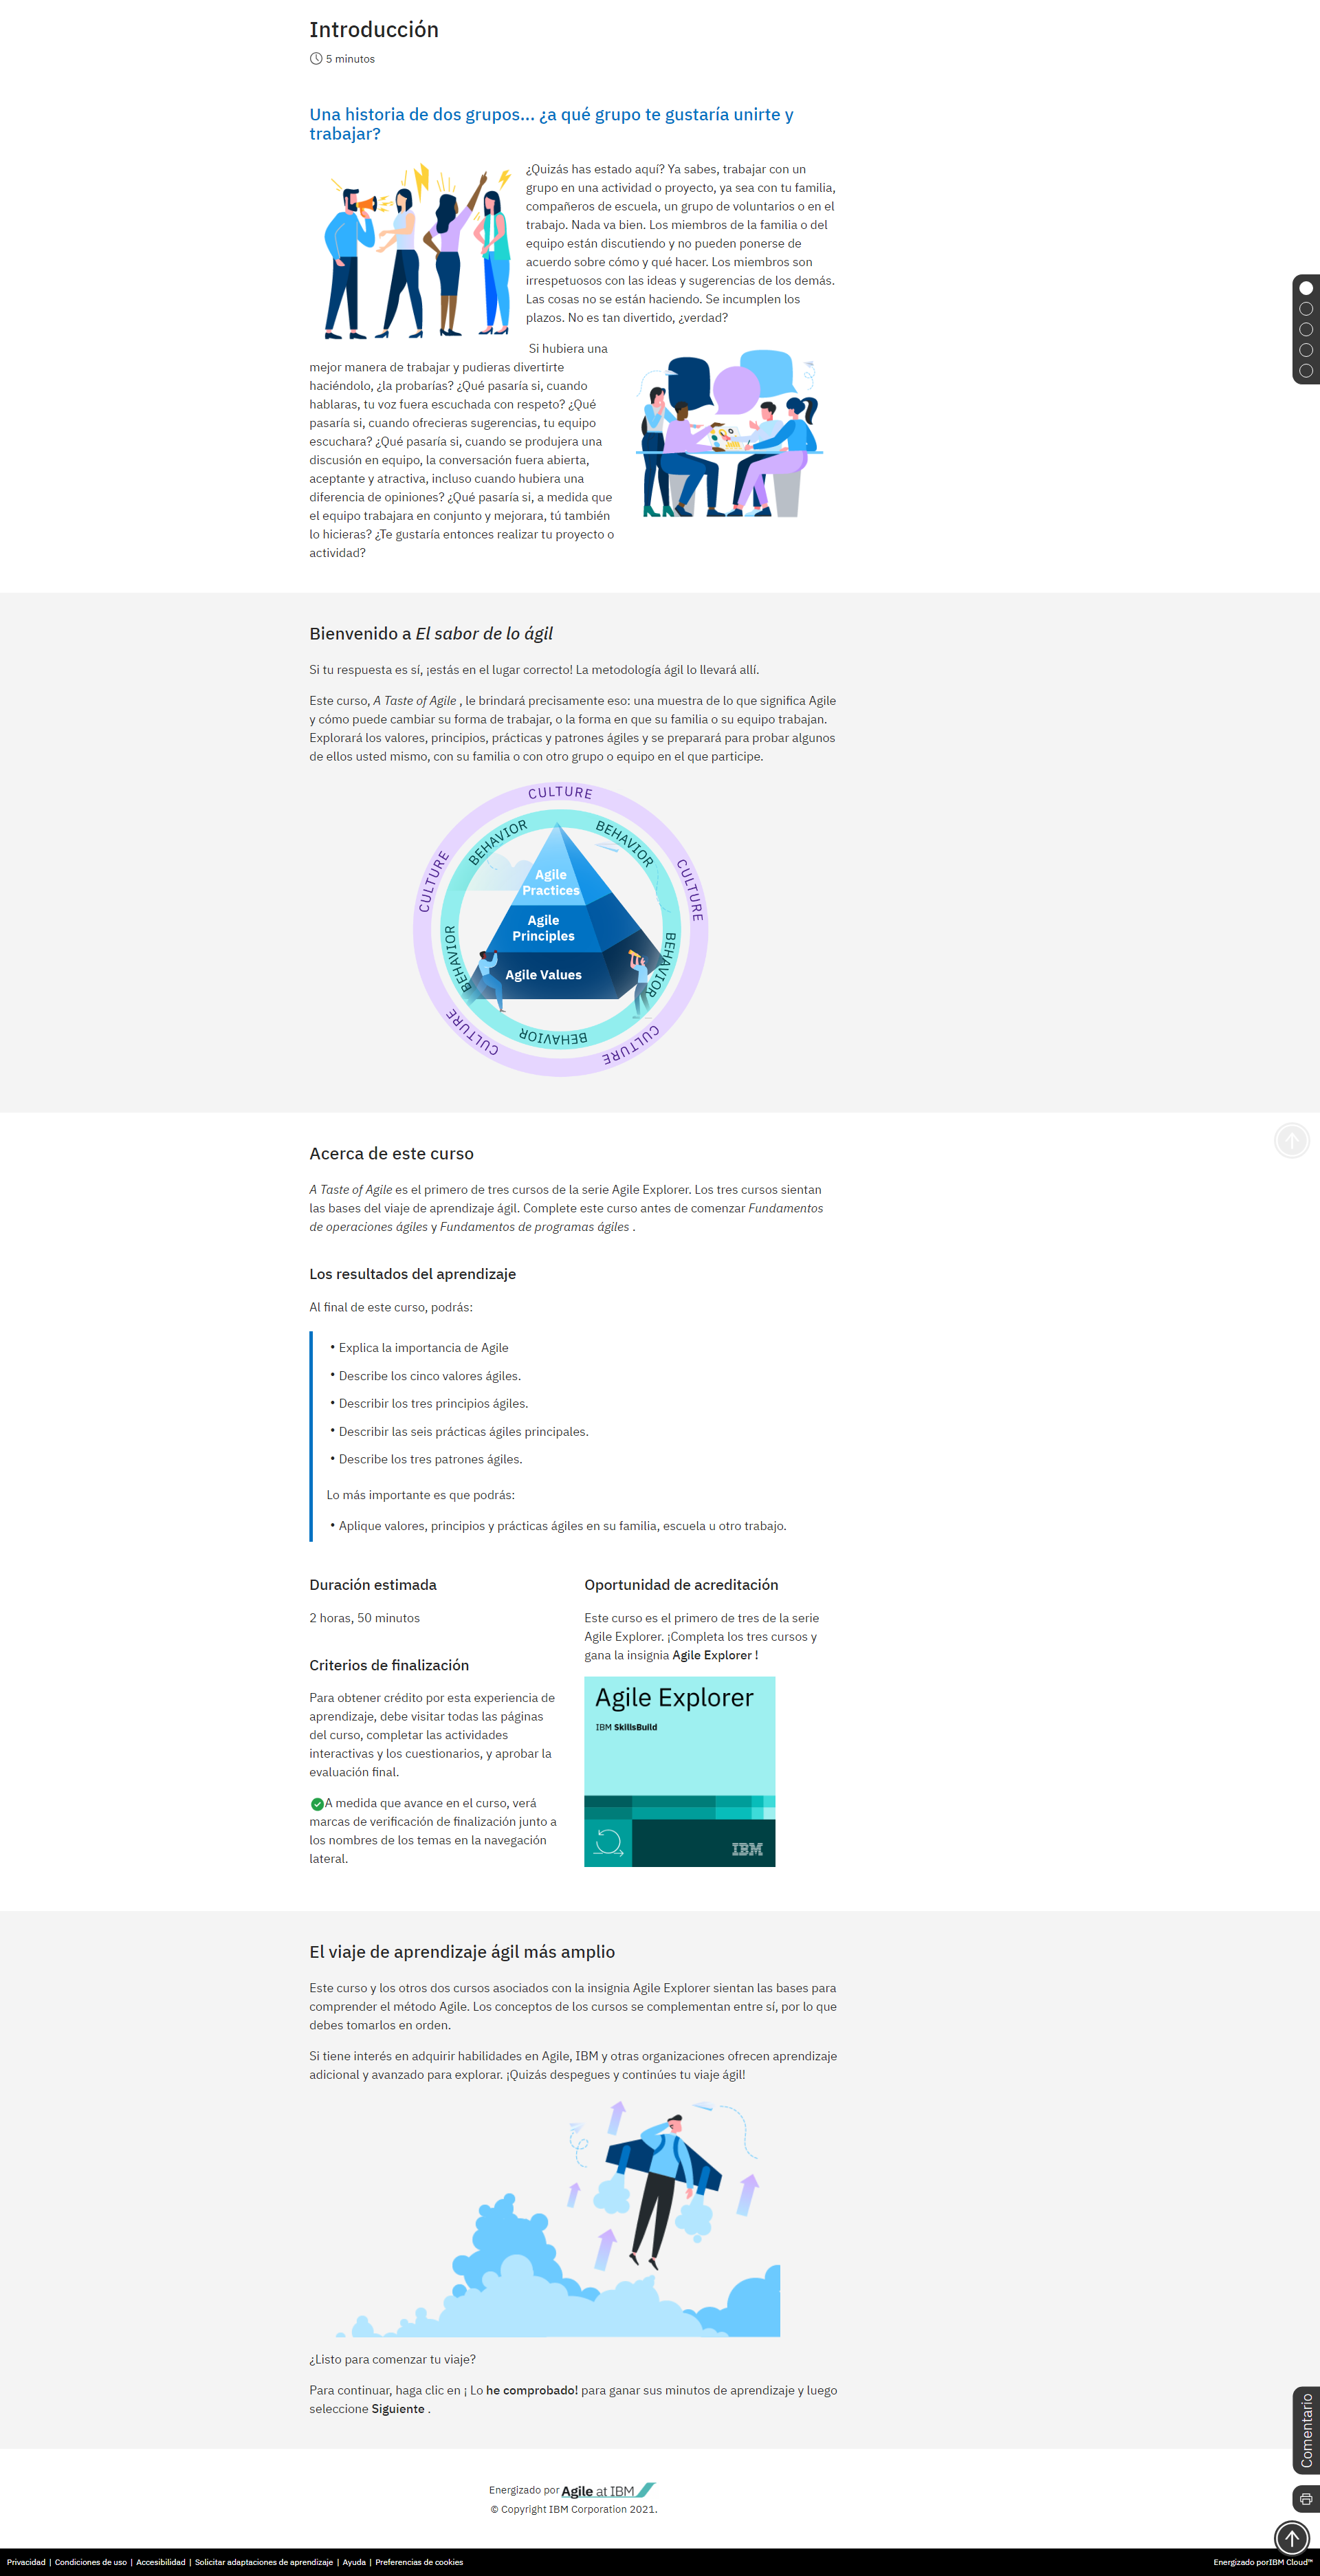 Introducción
5 minutos
Una historia de dos grupos... ¿a qué grupo te gustaría unirte y
trabajar?
¿Quizás has estado aquí? Ya sabes, trabajar con un
grupo en una actividad o proyecto, ya sea con tu familia,
compañeros de escuela, un grupo de voluntarios o en el
trabajo. Nada va bien. Los miembros de la familia o del
equipo están discutiendo y no pueden ponerse de
acuerdo sobre cómo y qué hacer. Los miembros son
irrespetuosos con las ideas y sugerencias de los demás.
Las cosas no se están haciendo. Se incumplen los
plazos. No es tan divertido, ¿verdad?
Si hubiera una
mejor manera de trabajar y pudieras divertirte
haciéndolo, ¿la probarías? ¿Qué pasaría si, cuando
hablaras, tu voz fuera escuchada con respeto? ¿Qué
pasaría si, cuando ofrecieras sugerencias, tu equipo
escuchara? ¿Qué pasaría si, cuando se produjera una
discusión en equipo, la conversación fuera abierta,
aceptante y atractiva, incluso cuando hubiera una
diferencia de opiniones? ¿Qué pasaría si, a medida que
el equipo trabajara en conjunto y mejorara, tú también
lo hicieras? ¿Te gustaría entonces realizar tu proyecto o
actividad?
Bienvenido a El sabor de lo ágil
Si tu respuesta es sí, ¡estás en el lugar correcto! La metodología ágil lo llevará allí.
Este curso, A Taste of Agile , le brindará precisamente eso: una muestra de lo que significa Agile
y cómo puede cambiar su forma de trabajar, o la forma en que su familia o su equipo trabajan.
Explorará los valores, principios, prácticas y patrones ágiles y se preparará para probar algunos
de ellos usted mismo, con su familia o con otro grupo o equipo en el que participe.
CULTURE
BEHAVIOR
BEHAVIOR
CULTURE
CULTURE
Agile
Practices
Agile
Principles
BEHAVIOR
BEHAVIOR
Agile Values
CULTURE
BEHAVIOR
CULTURE
Acerca de este curso
A Taste of Agile es el primero de tres cursos de la serie Agile Explorer. Los tres cursos sientan
las bases del viaje de aprendizaje ágil. Complete este curso antes de comenzar Fundamentos
de operaciones ágiles y Fundamentos de programas ágiles .
Los resultados del aprendizaje
Al final de este curso, podrás:
• Explica la importancia de Agile
• Describe los cinco valores ágiles.
• Describir los tres principios ágiles.
• Describir las seis prácticas ágiles principales.
• Describe los tres patrones ágiles.
Lo más importante es que podrás:
• Aplique valores, principios y prácticas ágiles en su familia, escuela u otro trabajo.
Duración estimada
2 horas, 50 minutos
Criterios de finalización
Para obtener crédito por esta experiencia de
aprendizaje, debe visitar todas las páginas
del curso, completar las actividades
interactivas y los cuestionarios, y aprobar la
evaluación final.
A medida que avance en el curso, verá
marcas de verificación de finalización junto a
los nombres de los temas en la navegación
lateral.
Oportunidad de acreditación
Este curso es el primero de tres de la serie
Agile Explorer. ¡Completa los tres cursos y
gana la insignia Agile Explorer !
Agile Explorer
IBM SkillsBuild
IBM
El viaje de aprendizaje ágil más amplio
Este curso y los otros dos cursos asociados con la insignia Agile Explorer sientan las bases para
comprender el método Agile. Los conceptos de los cursos se complementan entre sí, por lo que
debes tomarlos en orden.
Si tiene interés en adquirir habilidades en Agile, IBM y otras organizaciones ofrecen aprendizaje
adicional y avanzado para explorar. ¡Quizás despegues y continúes tu viaje ágil!
¿Listo para comenzar tu viaje?
Para continuar, haga clic en ¡ Lo he comprobado! para ganar sus minutos de aprendizaje y luego
seleccione Siguiente .
Comentario
Energizado por Agile at IBM
© Copyright IBM Corporation 2021.
Privacidad | Condiciones de uso | Accesibilidad | Solicitar adaptaciones de aprendizaje | Ayuda | Preferencias de cookies
Energizado porIBM Cloud™